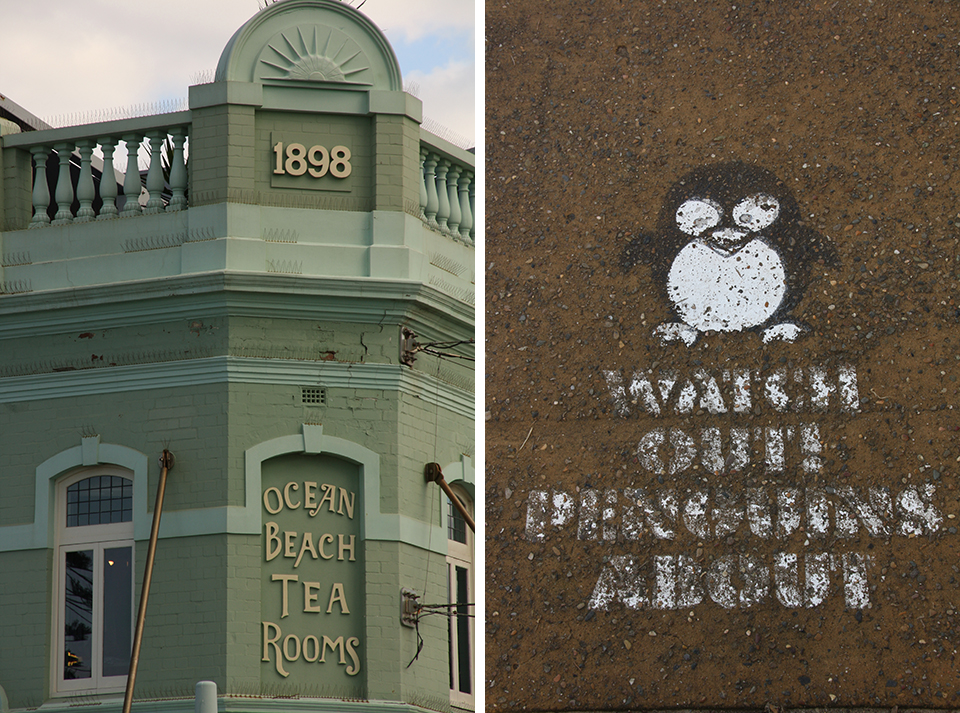 1898
OCEAN
BEACH
TEA
ROOMS
WATCH
OUT!
PENGUINS
ABOUT